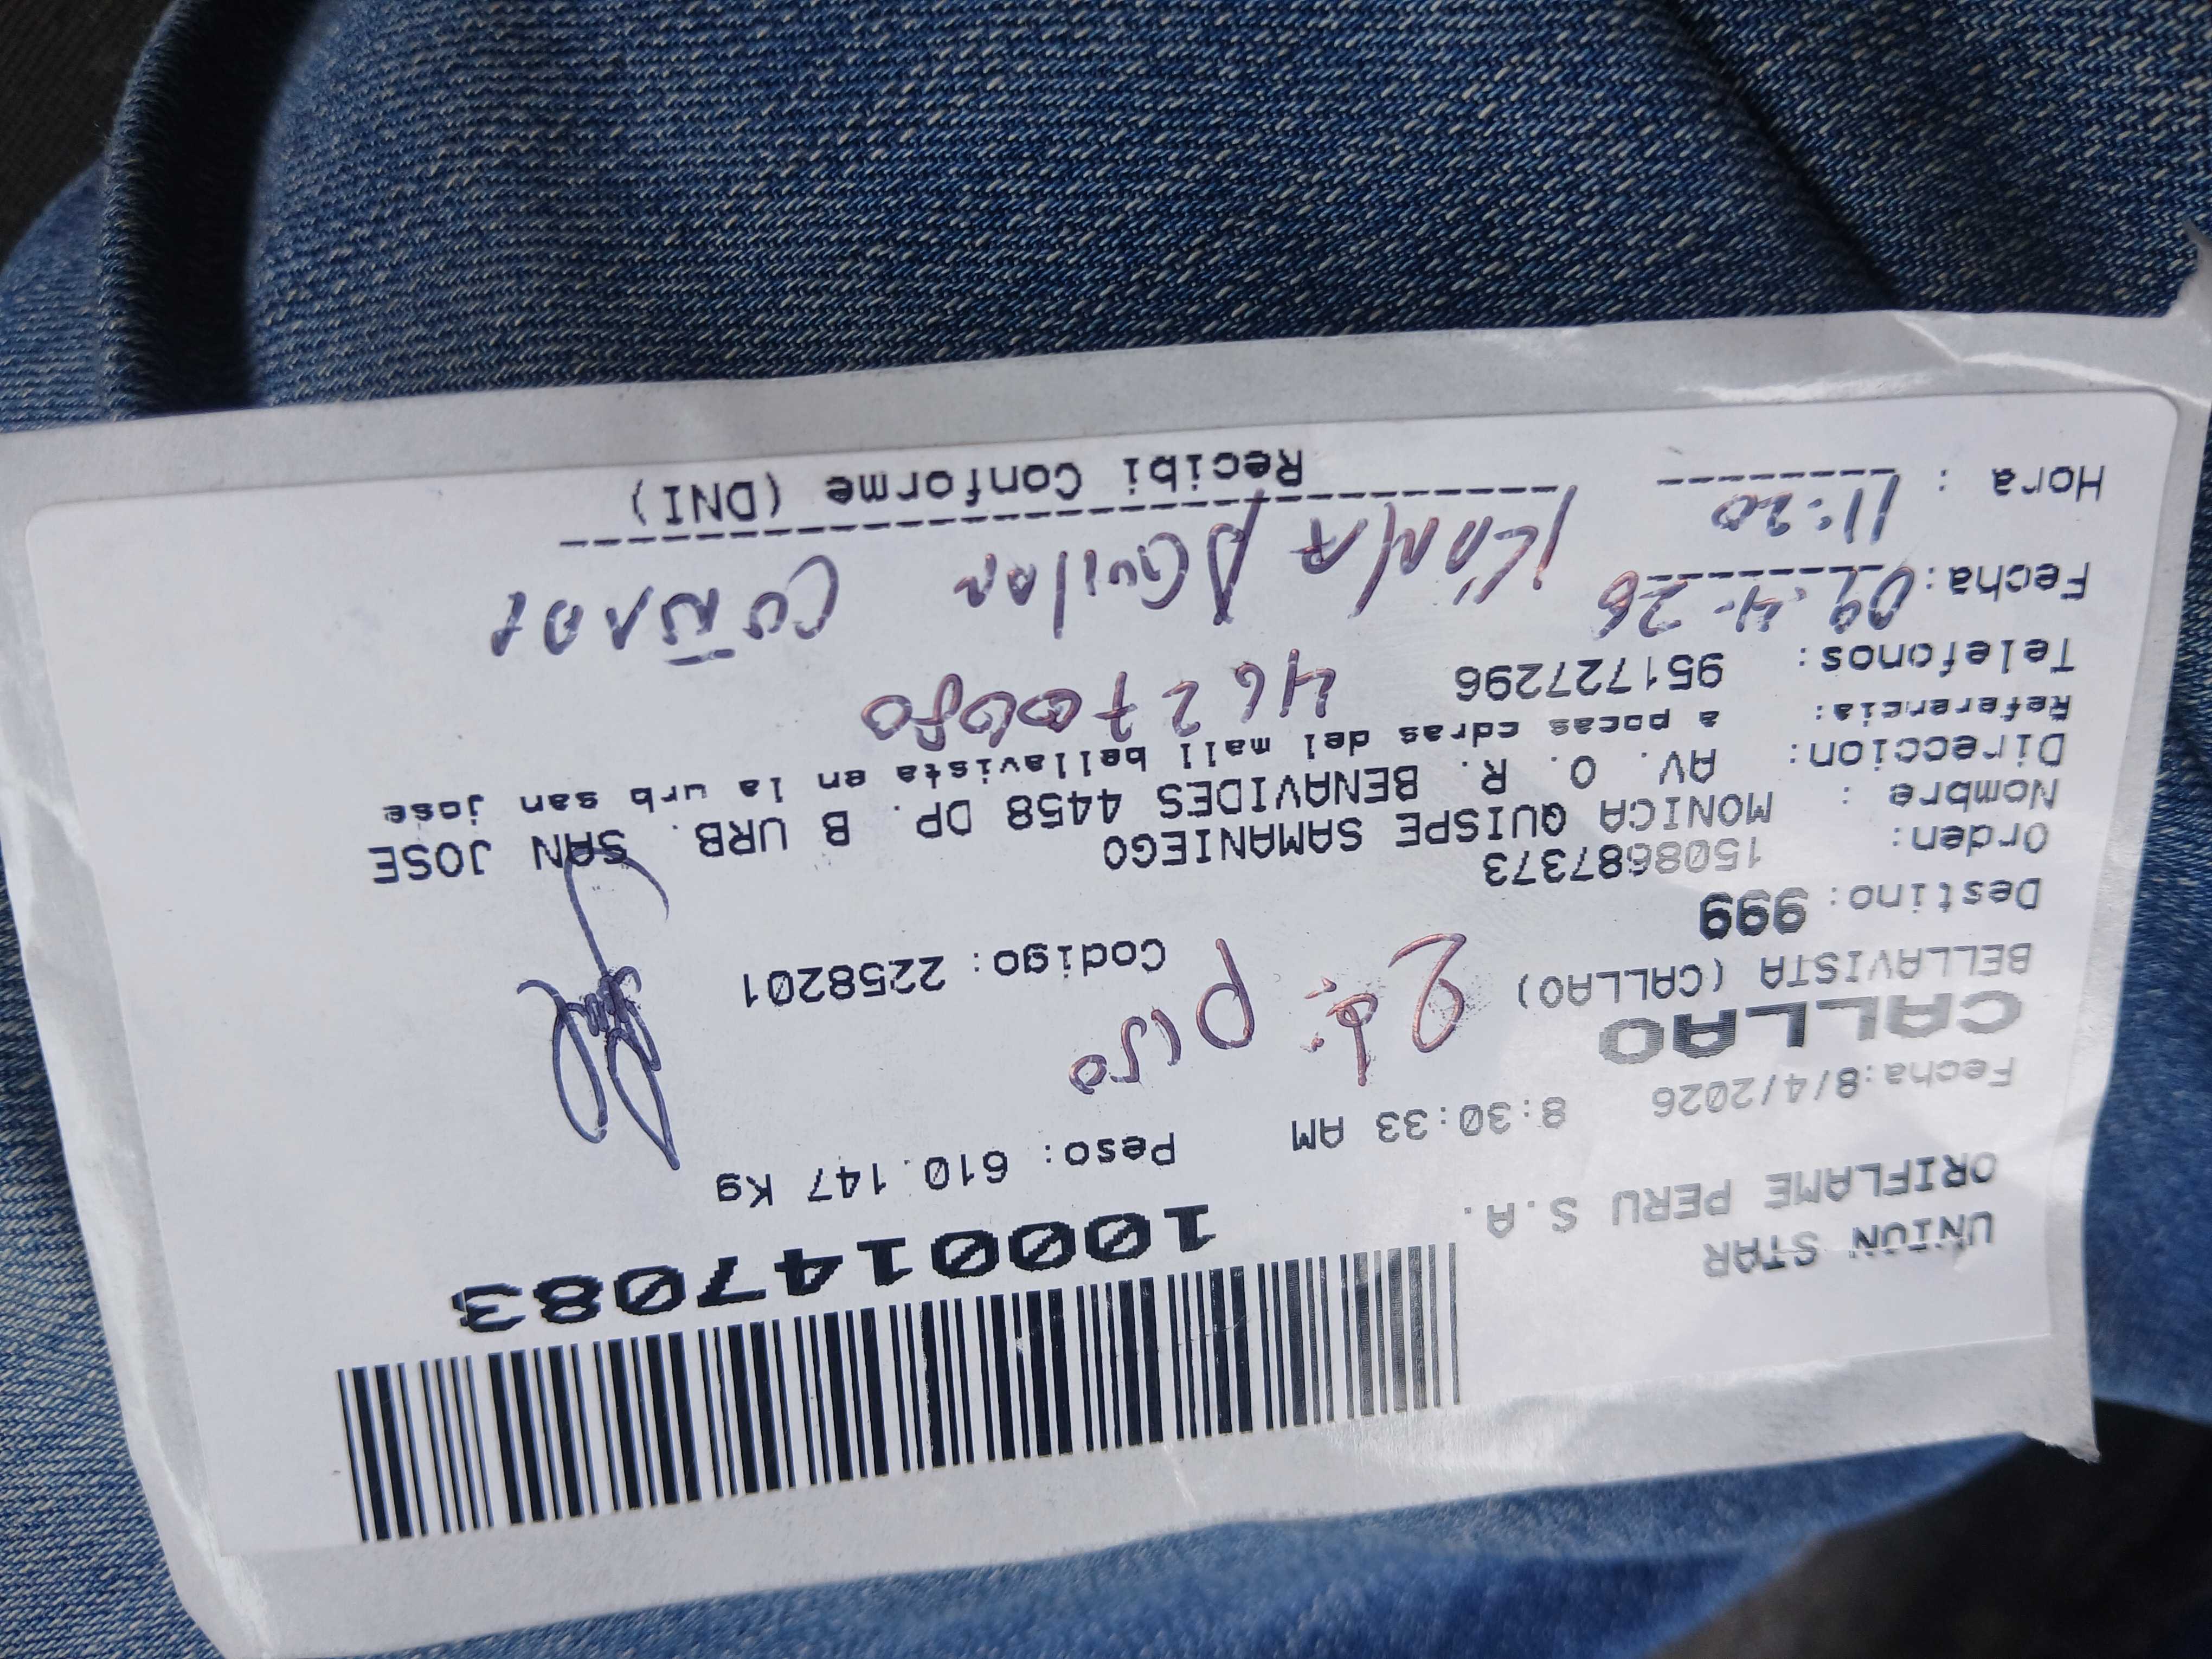 UNION STAR
ORIFLAME PERU S.A.
1000147083
Fecha:8/4/2026 8:30:33 AM Peso: 610.147 Kg
CALLAO
BELLAVISTA (CALLAO)
2d. piso
Destino: 999 Codigo: 2258201
Orden: 1508687373
Nombre : MONICA QUISPE SAMANIEGO
Direccion: AV. O. R. BENAVIDES 4458 DP. B URB. SAN JOSE
Referencia: a pocas cdras del mall bellavista en la urb san jose
Telefonos: 951727296
Fecha: 09.4.26
Aguilar
Hora : 11:20
Recibi Conforme (DNI)